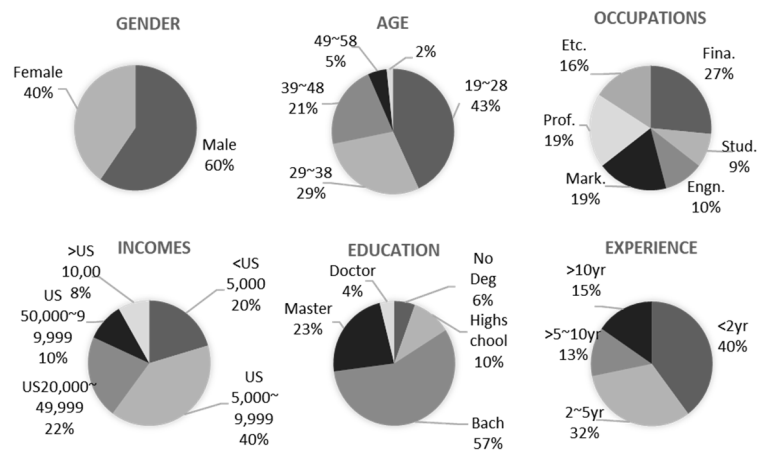 GENDER
Female
40%
Male
60%
AGE
49~58
5%
2%
39~48
21%
19~28
43%
29~38
29%
OCCUPATIONS
Etc.
16%
Fina.
27%
Prof.
19%
Stud.
9%
Mark.
19%
Engn.
10%
INCOMES
>US
10,00
8%
<US
5,000
20%
US
50,000~9
9,999
10%
US20,000~
49,999
22%
US
5,000~
9,999
40%
EDUCATION
Doctor
4%
No
Deg
6%
Master
23%
Highs
chool
10%
Bach
57%
EXPERIENCE
>10yr
15%
<2yr
40%
>5~10yr
13%
2~5yr
32%